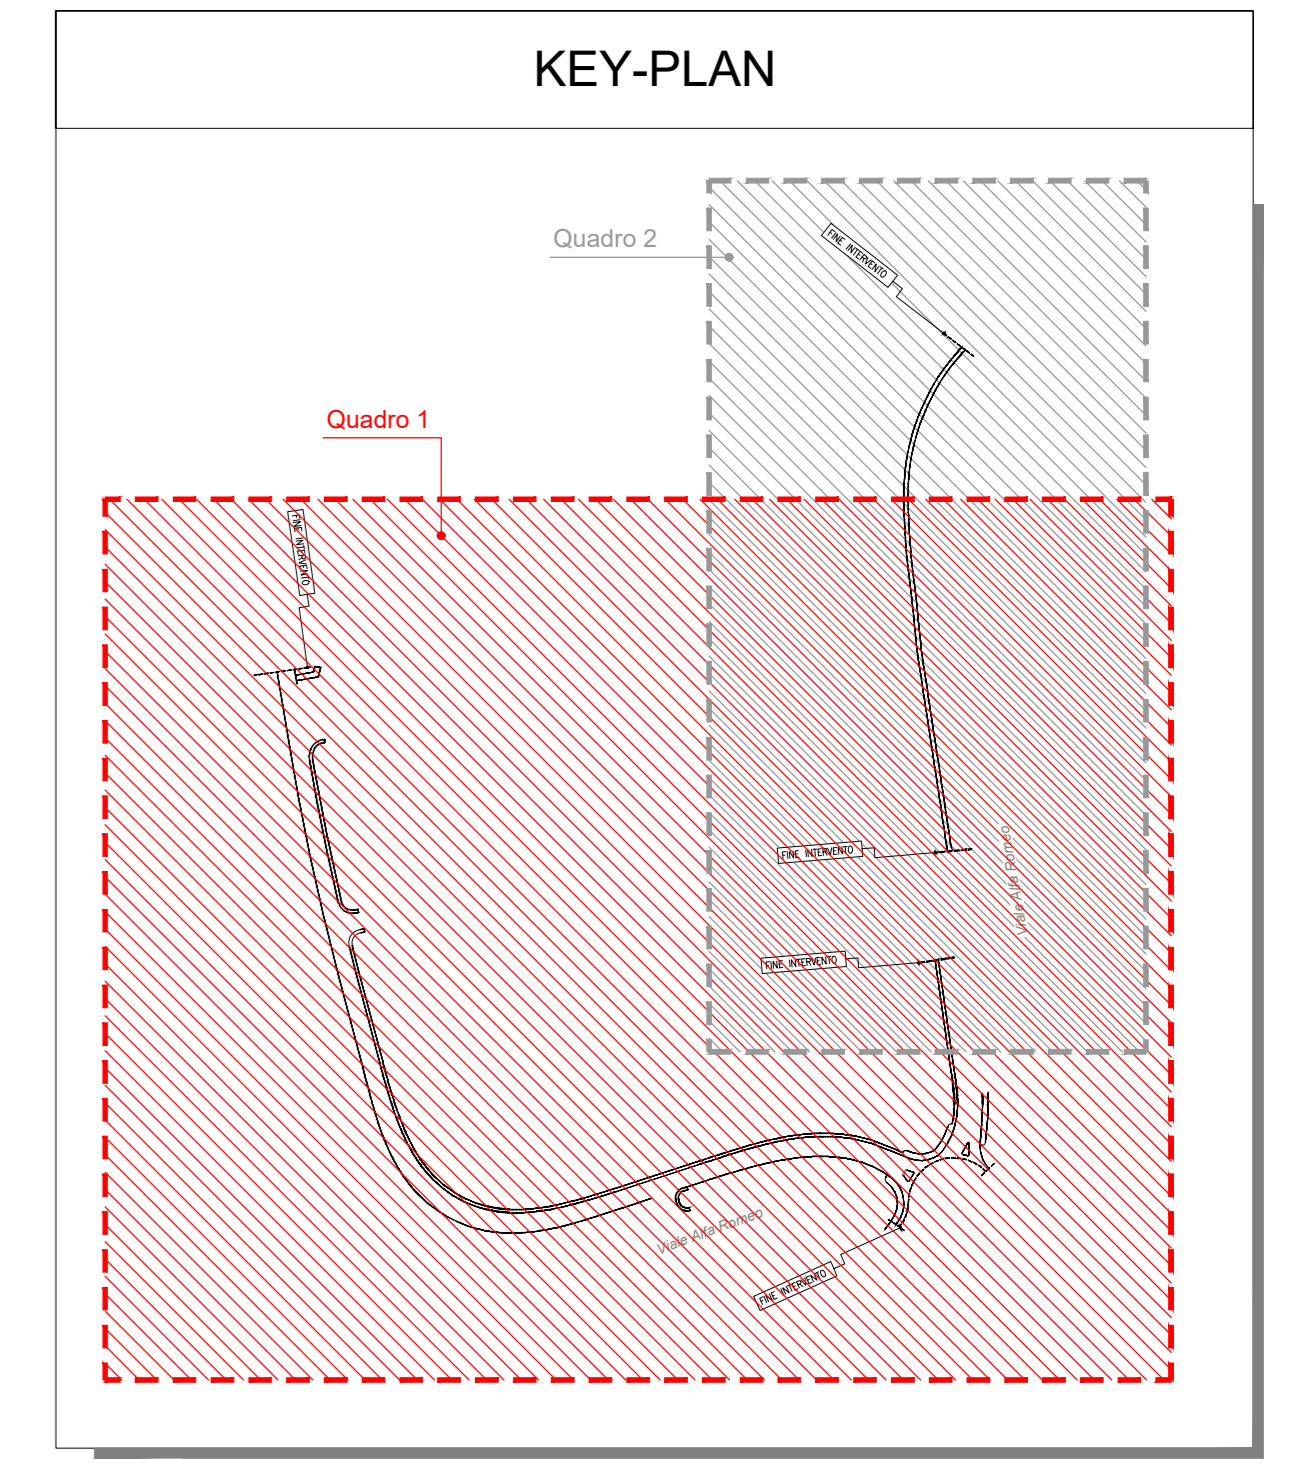 KEY-PLAN
Quadro 2
FINE INTERVENTO
Quadro 1
FINE INTERVENTO
FINE INTERVENTO
Viale Alfa Romeo
FINE INTERVENTO
Viale Alfa Romeo
FINE INTERVENTO